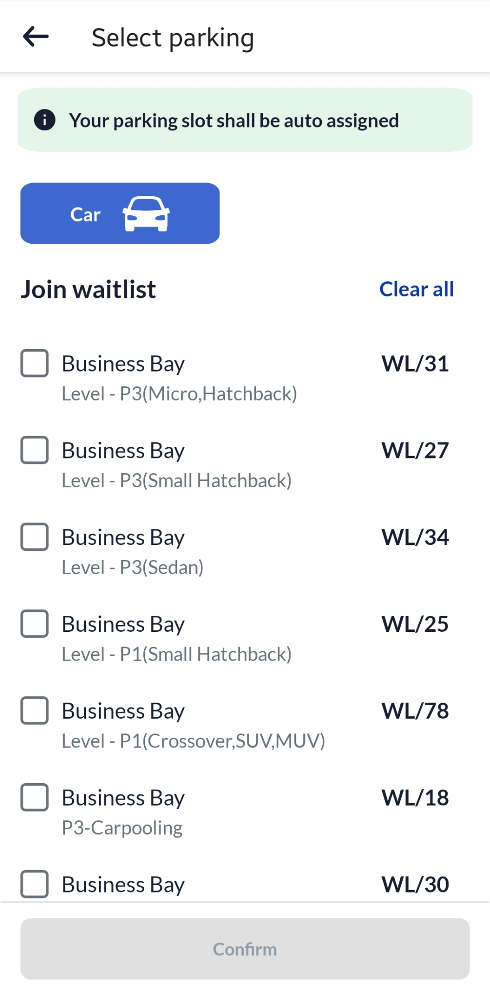 Select parking
Your parking slot shall be auto assigned
Car
Join waitlist
Clear all
Business Bay
WL/31
Level - P3(Micro,Hatchback)
Business Bay
WL/27
Level - P3(Small Hatchback)
Business Bay
WL/34
Level - P3(Sedan)
Business Bay
WL/25
Level - P1(Small Hatchback)
Business Bay
WL/78
Level - P1(Crossover,SUV,MUV)
Business Bay
WL/18
P3-Carpooling
Business Bay
WL/30
Confirm